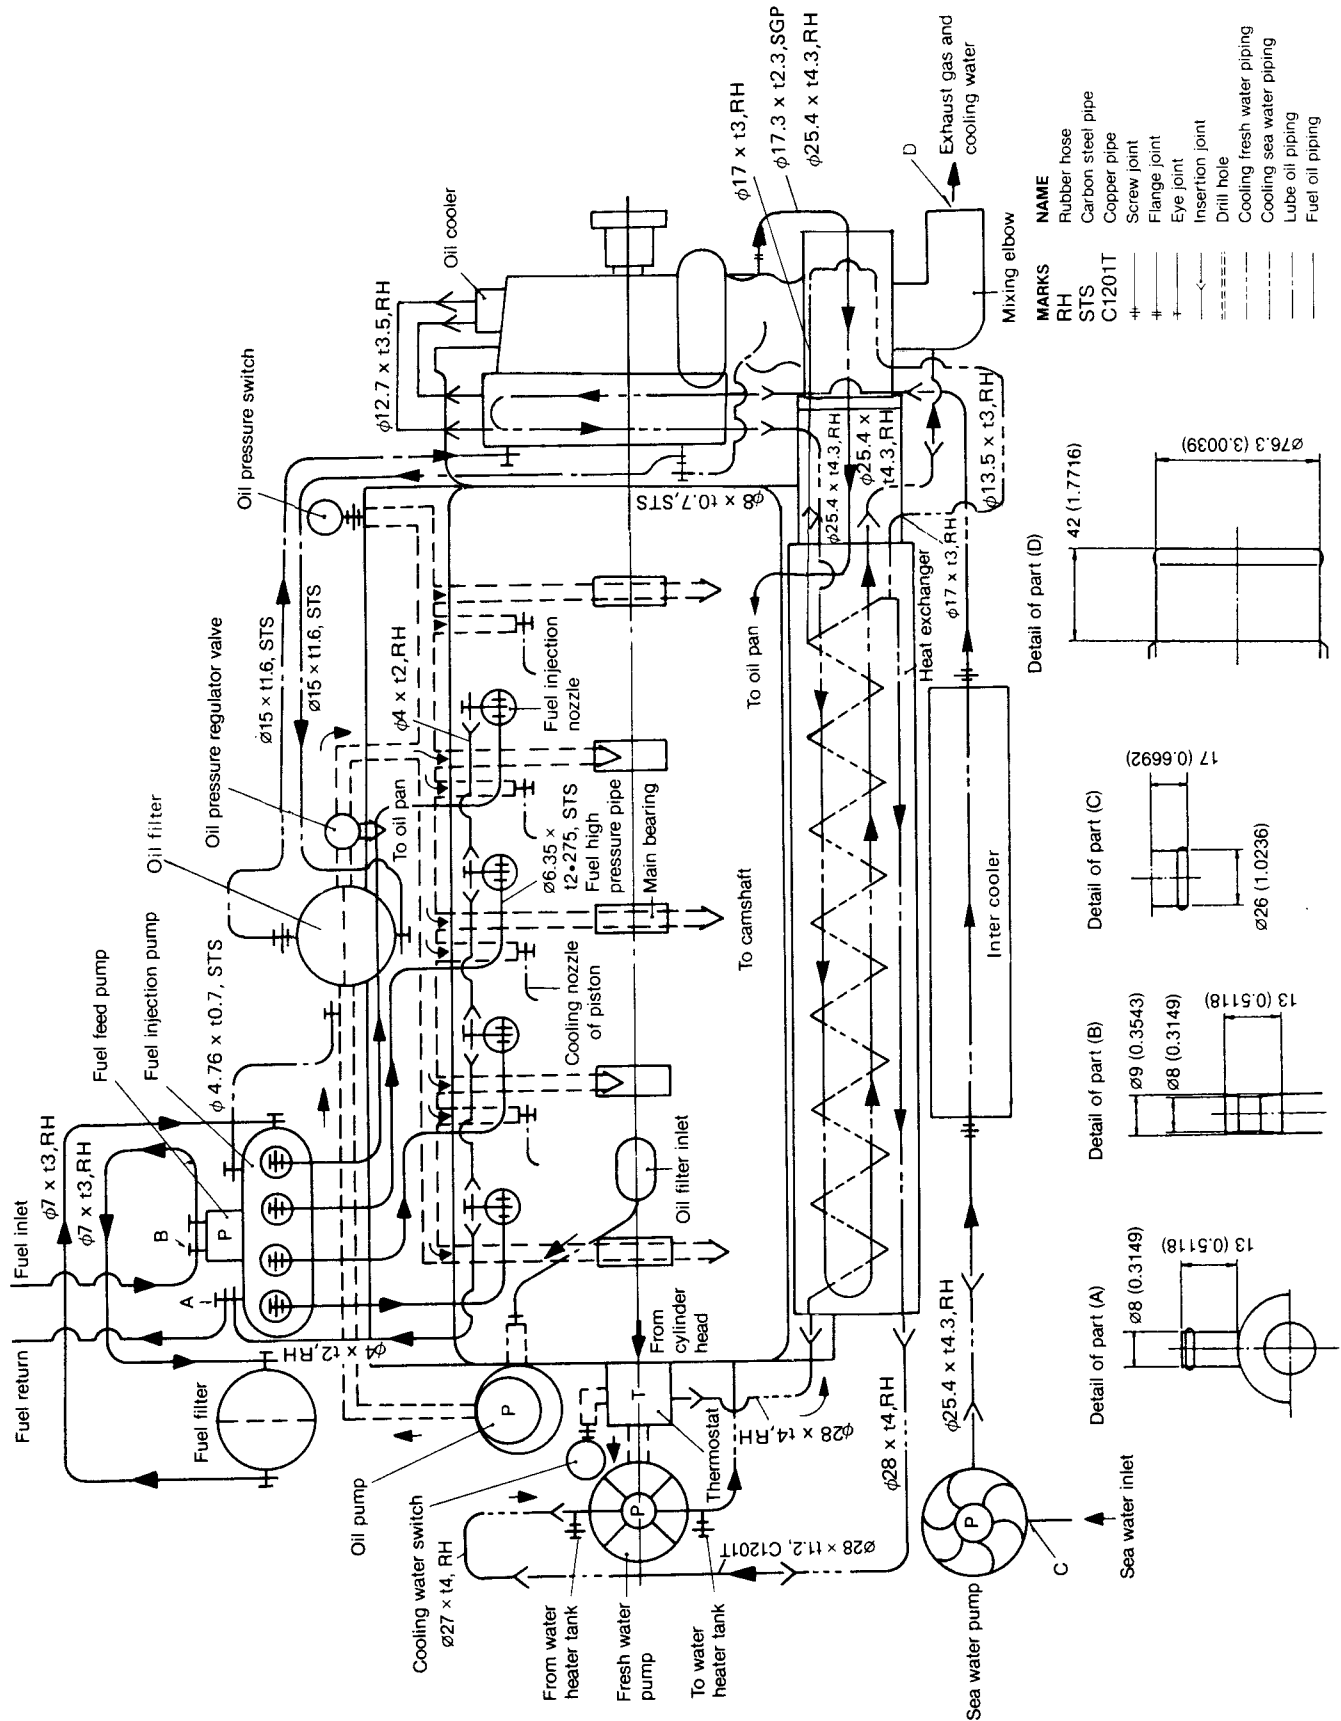 Fuel return
Fuel inlet
φ7 x t3,RH
φ7 x t3,RH
Fuel feed pump
Fuel injection pump
φ 4.76 x t0.7, STS
Oil filter
Oil pressure regulator valve
Ø15 x t1.6, STS
Ø15 x t1.6, STS
Oil pressure switch
φ12.7 x t3.5,RH
Oil cooler
Fuel filter
A
B
P
φ4 x t2,RH
To oil pan
φ4 x t2,RH
Fuel injection
nozzle
Ø6.35 x
t2•275, STS
Fuel high
pressure pipe
Main bearing
Cooling nozzle
of piston
φ8 x t0.7,STS
Oil pump
P
Oil filter inlet
To camshaft
To oil pan
Cooling water switch
Ø27 x t4, RH
From water
heater tank
Fresh water
pump
To water
heater tank
P
T
Thermostat
From
cylinder
head
φ28 x t4,RH
Ø28 x t1.2, C1201T
φ28 x t4,RH
Heat exchanger
φ25.4 x t4.3,RH
φ25.4 x
t4.3,RH
φ17 x t3,RH
φ13.5 x t3,RH
φ17 x t3,RH
φ17.3 x t2.3,SGP
φ25.4 x t4.3,RH
D
Exhaust gas and
cooling water
Mixing elbow
Sea water pump
P
C
Sea water inlet
φ25.4 x t4.3,RH
Inter cooler
MARKS NAME
RH Rubber hose
STS Carbon steel pipe
C1201T Copper pipe
Screw joint
Flange joint
Eye joint
Insertion joint
Drill hole
Cooling fresh water piping
Cooling sea water piping
Lube oil piping
Fuel oil piping
Detail of part (A)
Ø8 (0.3149)
13 (0.5118)
Detail of part (B)
Ø9 (0.3543)
Ø8 (0.3149)
13 (0.5118)
Detail of part (C)
17 (0.6692)
Ø26 (1.0236)
Detail of part (D)
42 (1.7716)
Ø76.3 (3.0039)